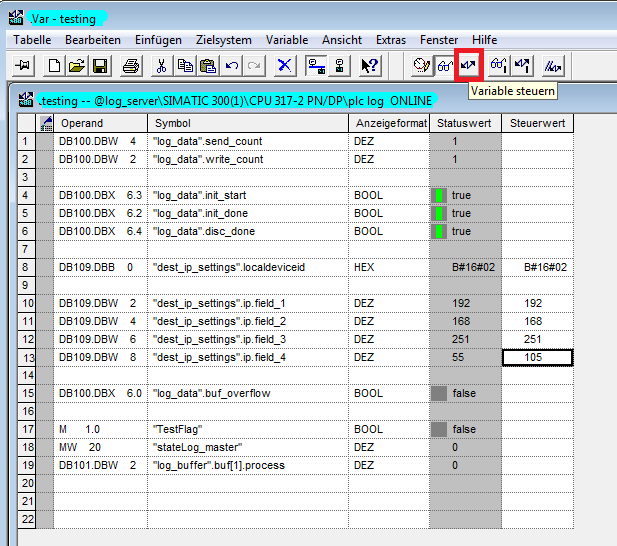 .Var - testing
Tabelle Bearbeiten Einfügen Zielsystem Variable Ansicht Extras Fenster Hilfe
Variable steuern
.testing -- @log_server\SIMATIC 300(1)\CPU 317-2 PN/DP\plc log ONLINE
Operand Symbol Anzeigeformat Statuswert Steuerwert
1 DB100.DBW 4 "log_data".send_count DEZ 1
2 DB100.DBW 2 "log_data".write_count DEZ 1
3
4 DB100.DBX 6.3 "log_data".init_start BOOL true
5 DB100.DBX 6.2 "log_data".init_done BOOL true
6 DB100.DBX 6.4 "log_data".disc_done BOOL true
7
8 DB109.DBB 0 "dest_ip_settings".localdeviceid HEX B#16#02 B#16#02
9
10 DB109.DBW 2 "dest_ip_settings".ip.field_1 DEZ 192 192
11 DB109.DBW 4 "dest_ip_settings".ip.field_2 DEZ 168 168
12 DB109.DBW 6 "dest_ip_settings".ip.field_3 DEZ 251 251
13 DB109.DBW 8 "dest_ip_settings".ip.field_4 DEZ 55 105
14
15 DB100.DBX 6.0 "log_data".buf_overflow BOOL false
16
17 M 1.0 "TestFlag" BOOL false
18 MW 20 "stateLog_master" DEZ 0
19 DB101.DBW 2 "log_buffer".buf[1].process DEZ 0
20
21
22